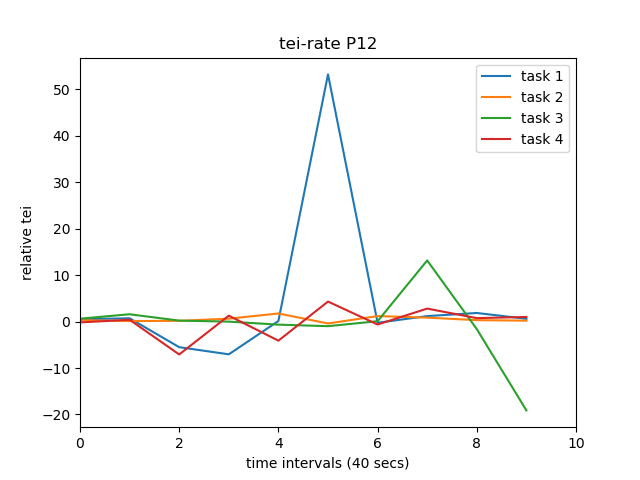 tei-rate P12
task 1
task 2
task 3
task 4
relative tei
50
40
30
20
10
0
−10
−20
0 2 4 6 8 10
time intervals (40 secs)